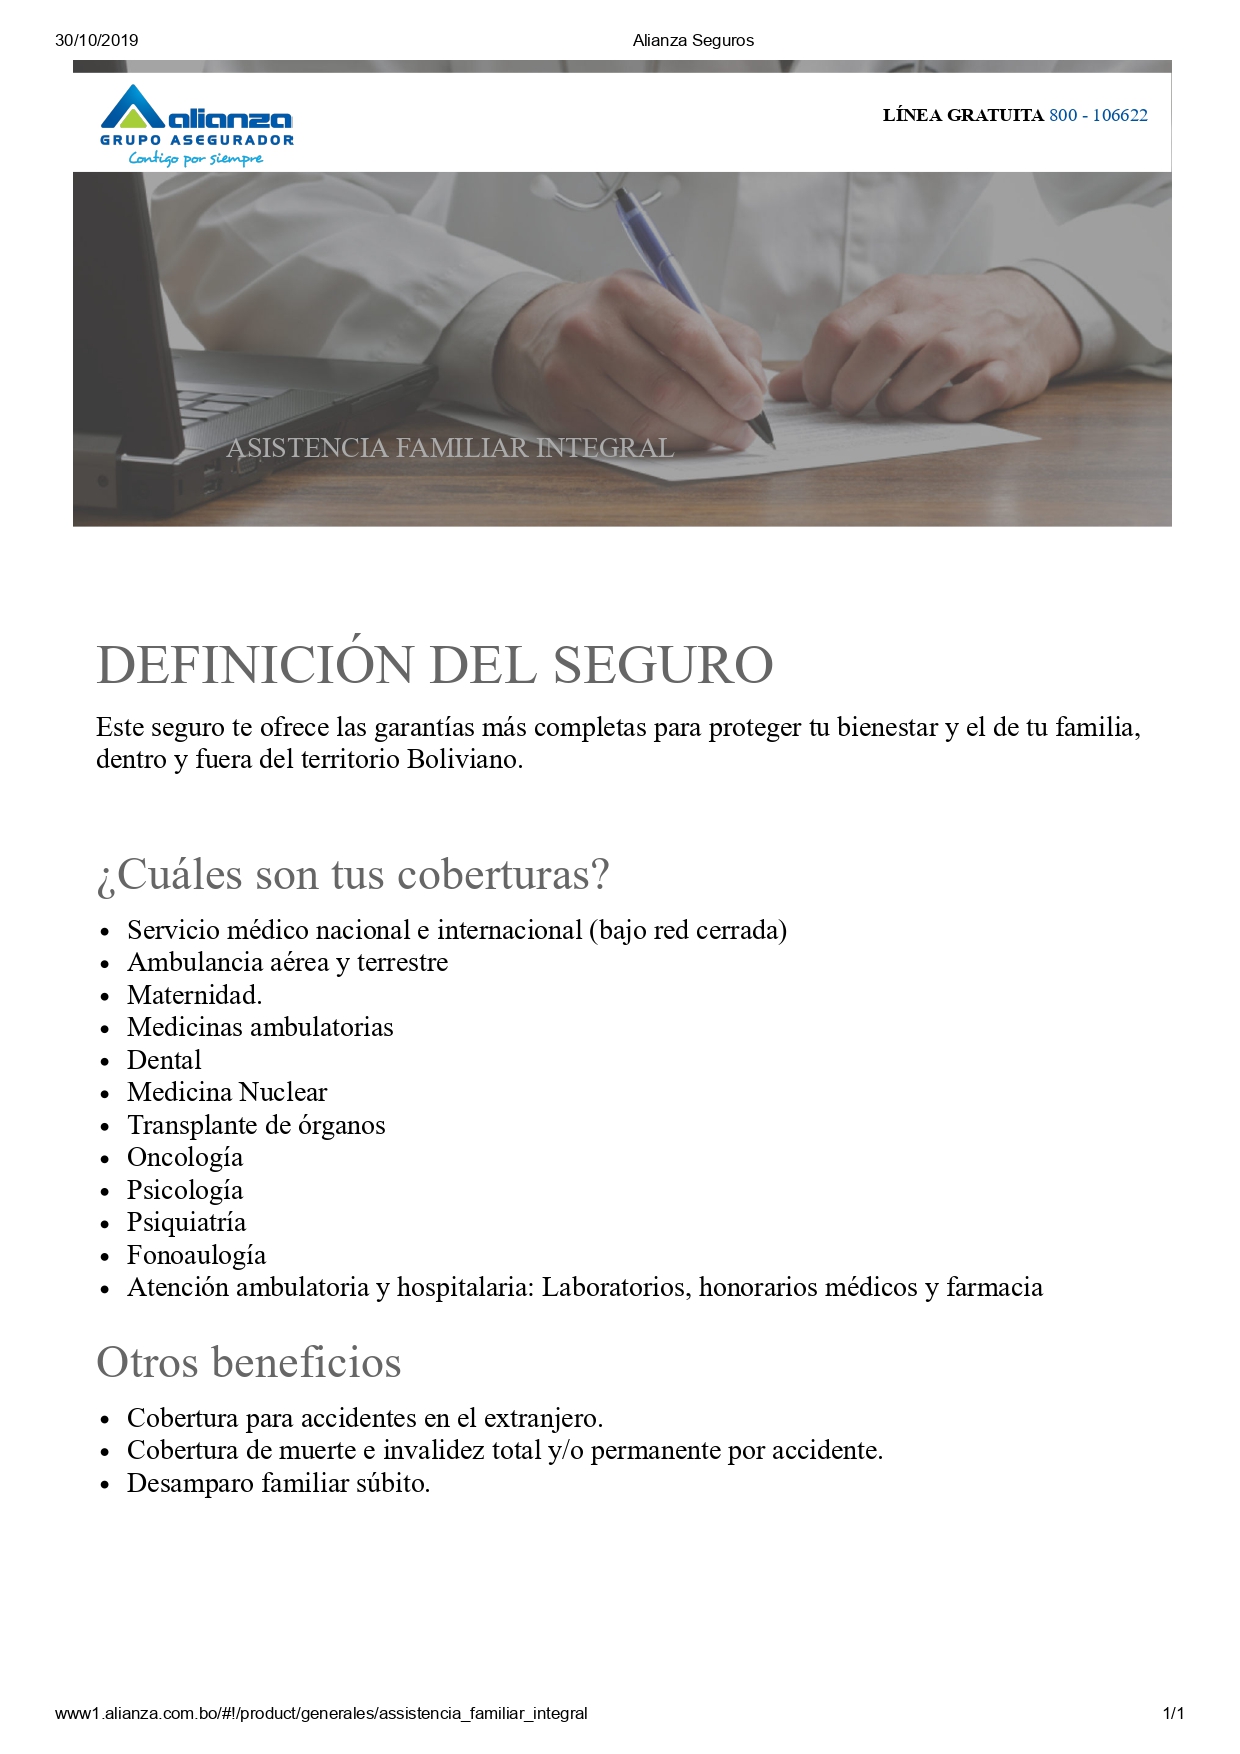 30/10/2019
Alianza Seguros
alianza
GRUPO ASEGURADOR
Contigo por siempre
LÍNEA GRATUITA 800 - 106622
ASISTENCIA FAMILIAR INTEGRAL
DEFINICIÓN DEL SEGURO
Este seguro te ofrece las garantías más completas para proteger tu bienestar y el de tu familia,
dentro y fuera del territorio Boliviano.
¿Cuáles son tus coberturas?
• Servicio médico nacional e internacional (bajo red cerrada)
• Ambulancia aérea y terrestre
• Maternidad.
• Medicinas ambulatorias
• Dental
• Medicina Nuclear
• Transplante de órganos
• Oncología
• Psicología
• Psiquiatría
• Fonoaulogía
• Atención ambulatoria y hospitalaria: Laboratorios, honorarios médicos y farmacia
Otros beneficios
• Cobertura para accidentes en el extranjero.
• Cobertura de muerte e invalidez total y/o permanente por accidente.
• Desamparo familiar súbito.
www1.alianza.com.bo/#!/product/generales/assistencia_familiar_integral
1/1